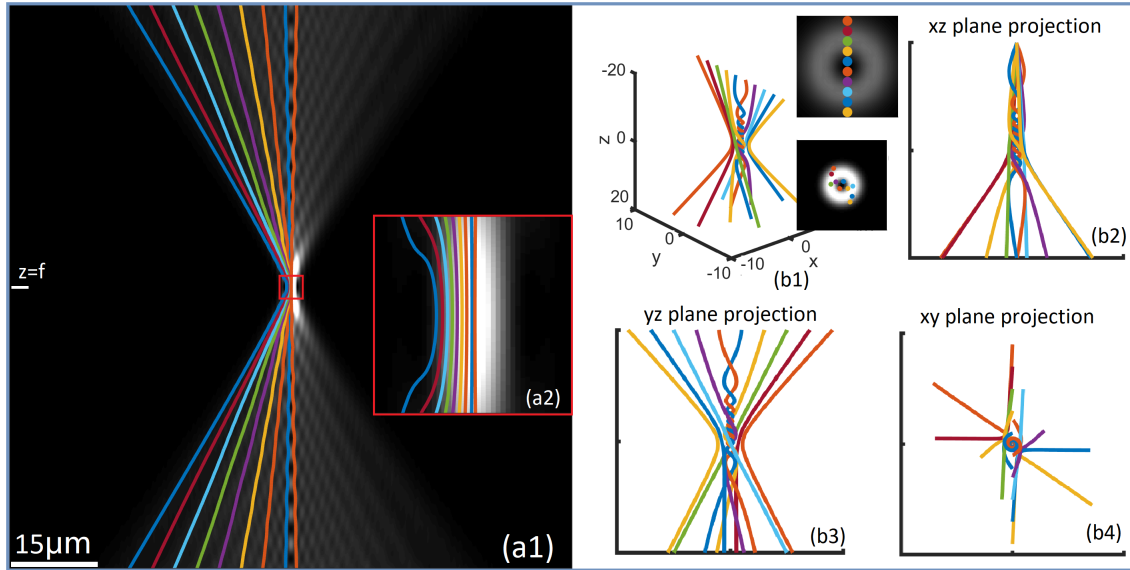 z=f
15μm
(a1)
(a2)
-20
z 0
20
10
0
y
-10
-10
0
x
(b1)
xz plane projection
(b2)
yz plane projection
(b3)
xy plane projection
(b4)